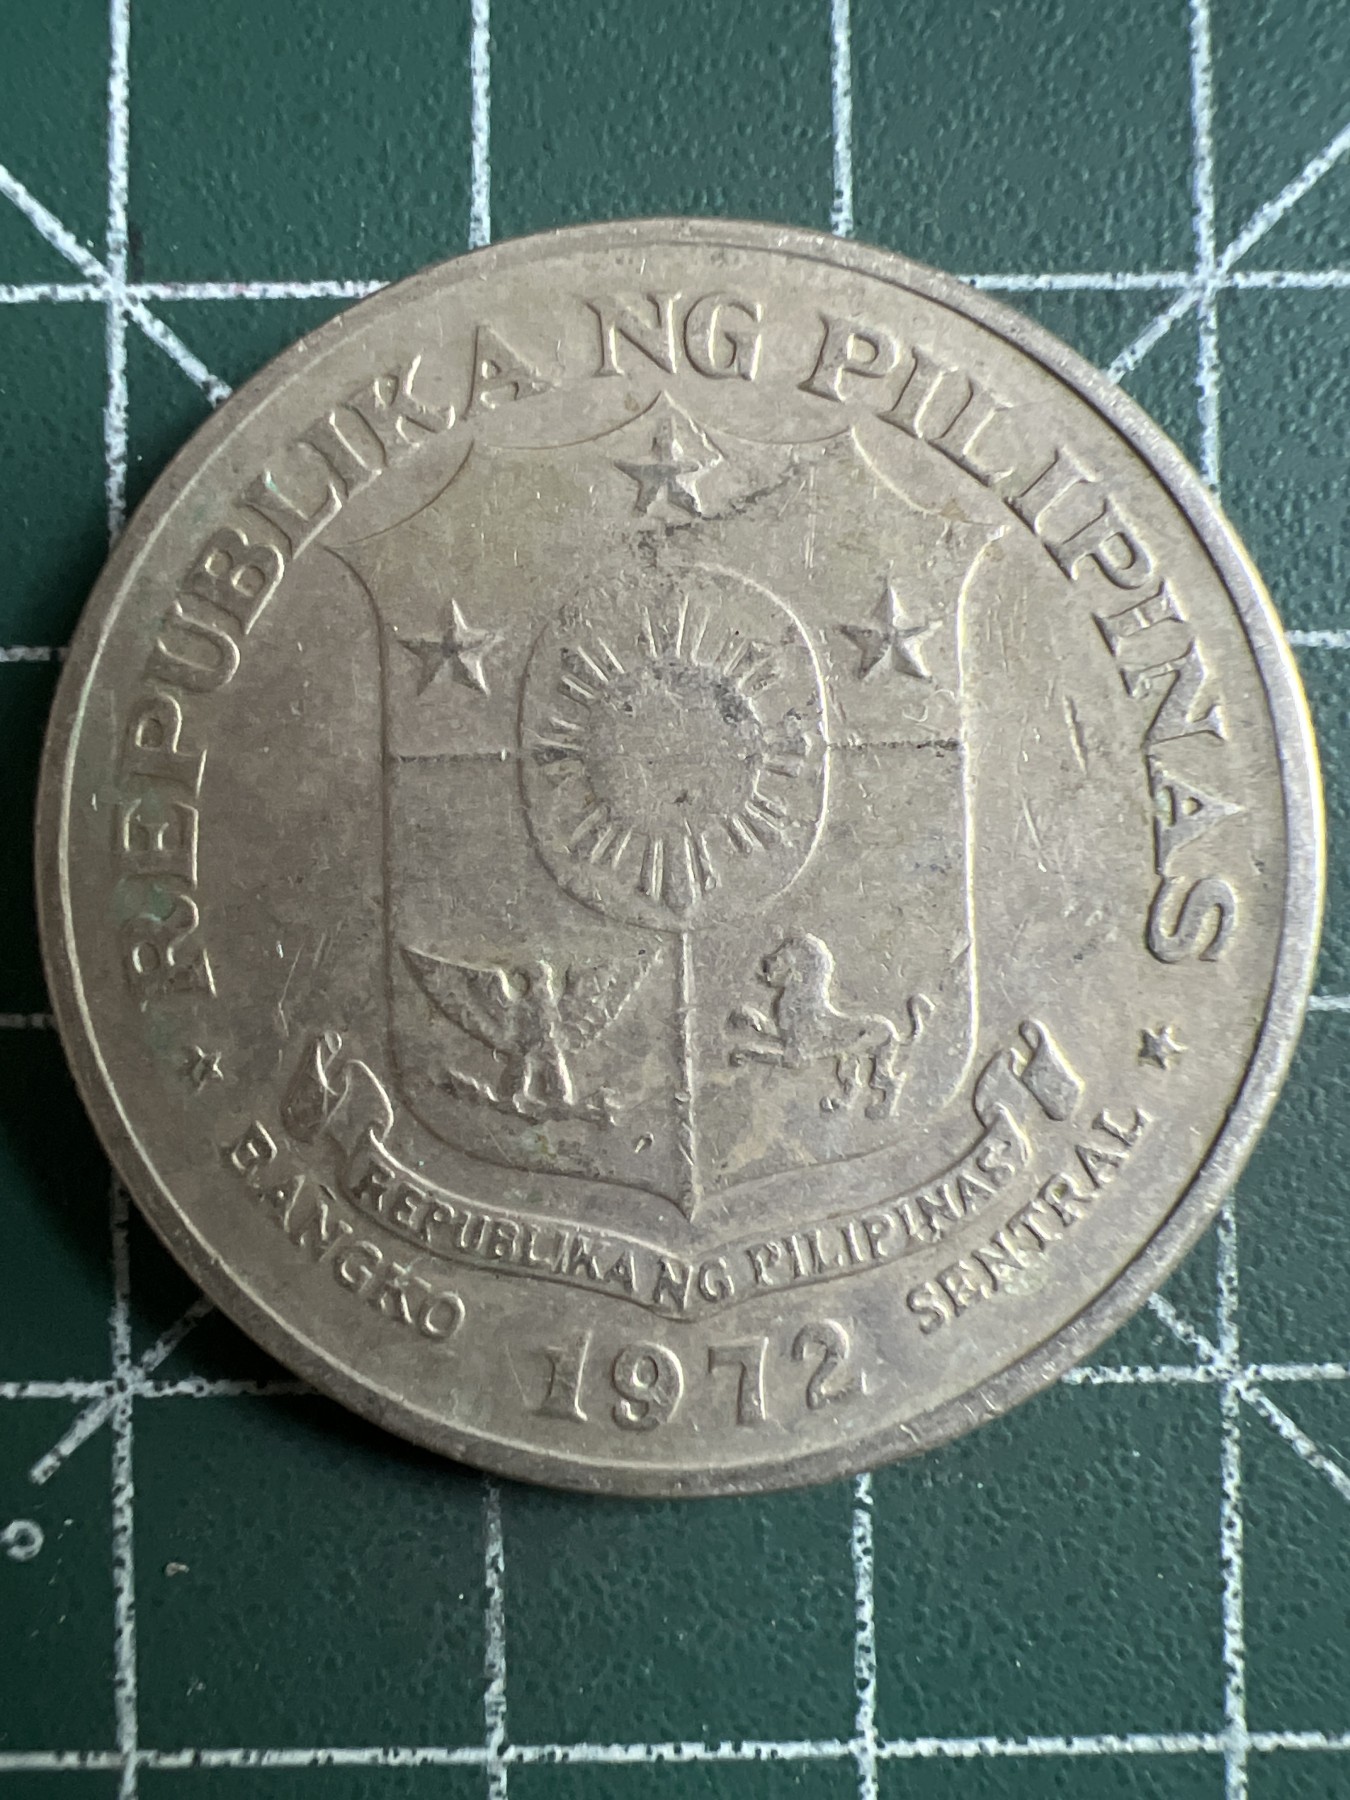 REPUBLIKA NG PILIPINAS
REPUBLIKA NG PILIPINAS
BANGKO SENTRAL
1972